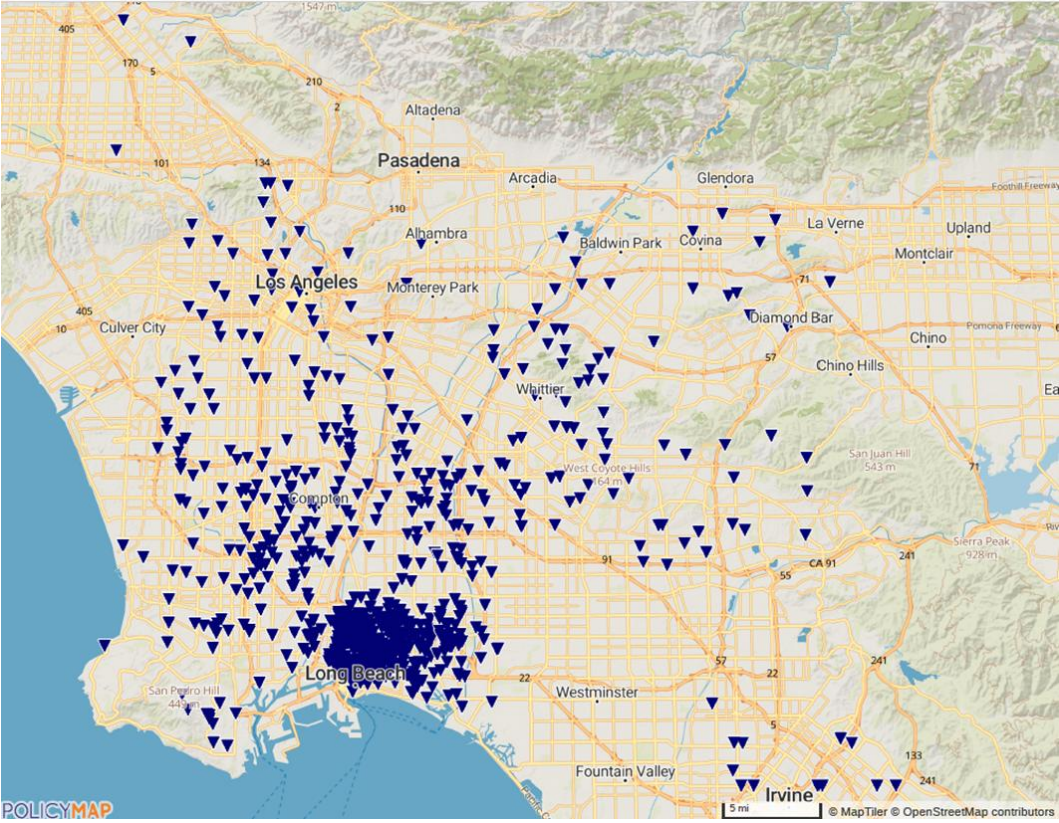 1547 m
405
170
5
210
2
Altadena
Pasadena
101
134
Arcadia
Glendora
Foothill Freeway
110
La Verne
Upland
Alhambra
Baldwin Park
Covina
Montclair
Los Angeles
Monterey Park
71
405
Diamond Bar
10
Culver City
Pomona Freeway
Chino
57
Chino Hills
Whittier
Ea
San Juan Hill
543 m
West Coyote Hills
164 m
71
Compton
Sierra Peak
928 m
91
CA 91
241
55
57
241
Long Beach
22
22
San Pedro Hill
Westminster
5
133
Fountain Valley
241
Irvine
5 mi
POLICYMAP
© MapTiler © OpenStreetMap contributors